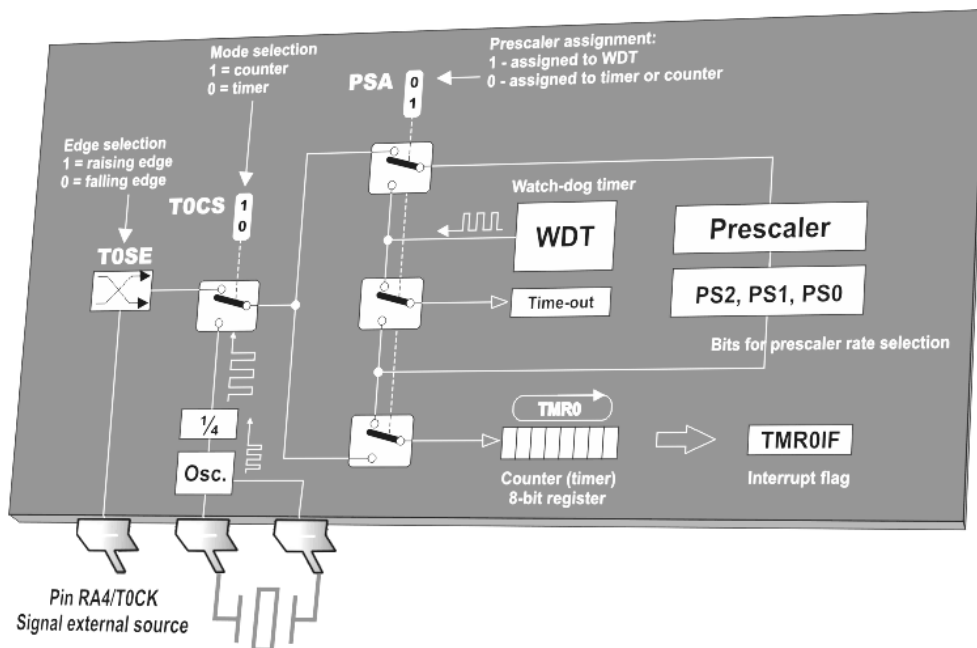 Mode selection
1 = counter
0 = timer
Prescaler assignment:
1 - assigned to WDT
0 - assigned to timer or counter
PSA
0
1
Edge selection
1 = raising edge
0 = falling edge
T0CS
1
0
T0SE
Watch-dog timer
WDT
Prescaler
Time-out
PS2, PS1, PS0
Bits for prescaler rate selection
TMR0
¼
Osc.
TMR0IF
Counter (timer)
8-bit register
Interrupt flag
Pin RA4/T0CK
Signal external source